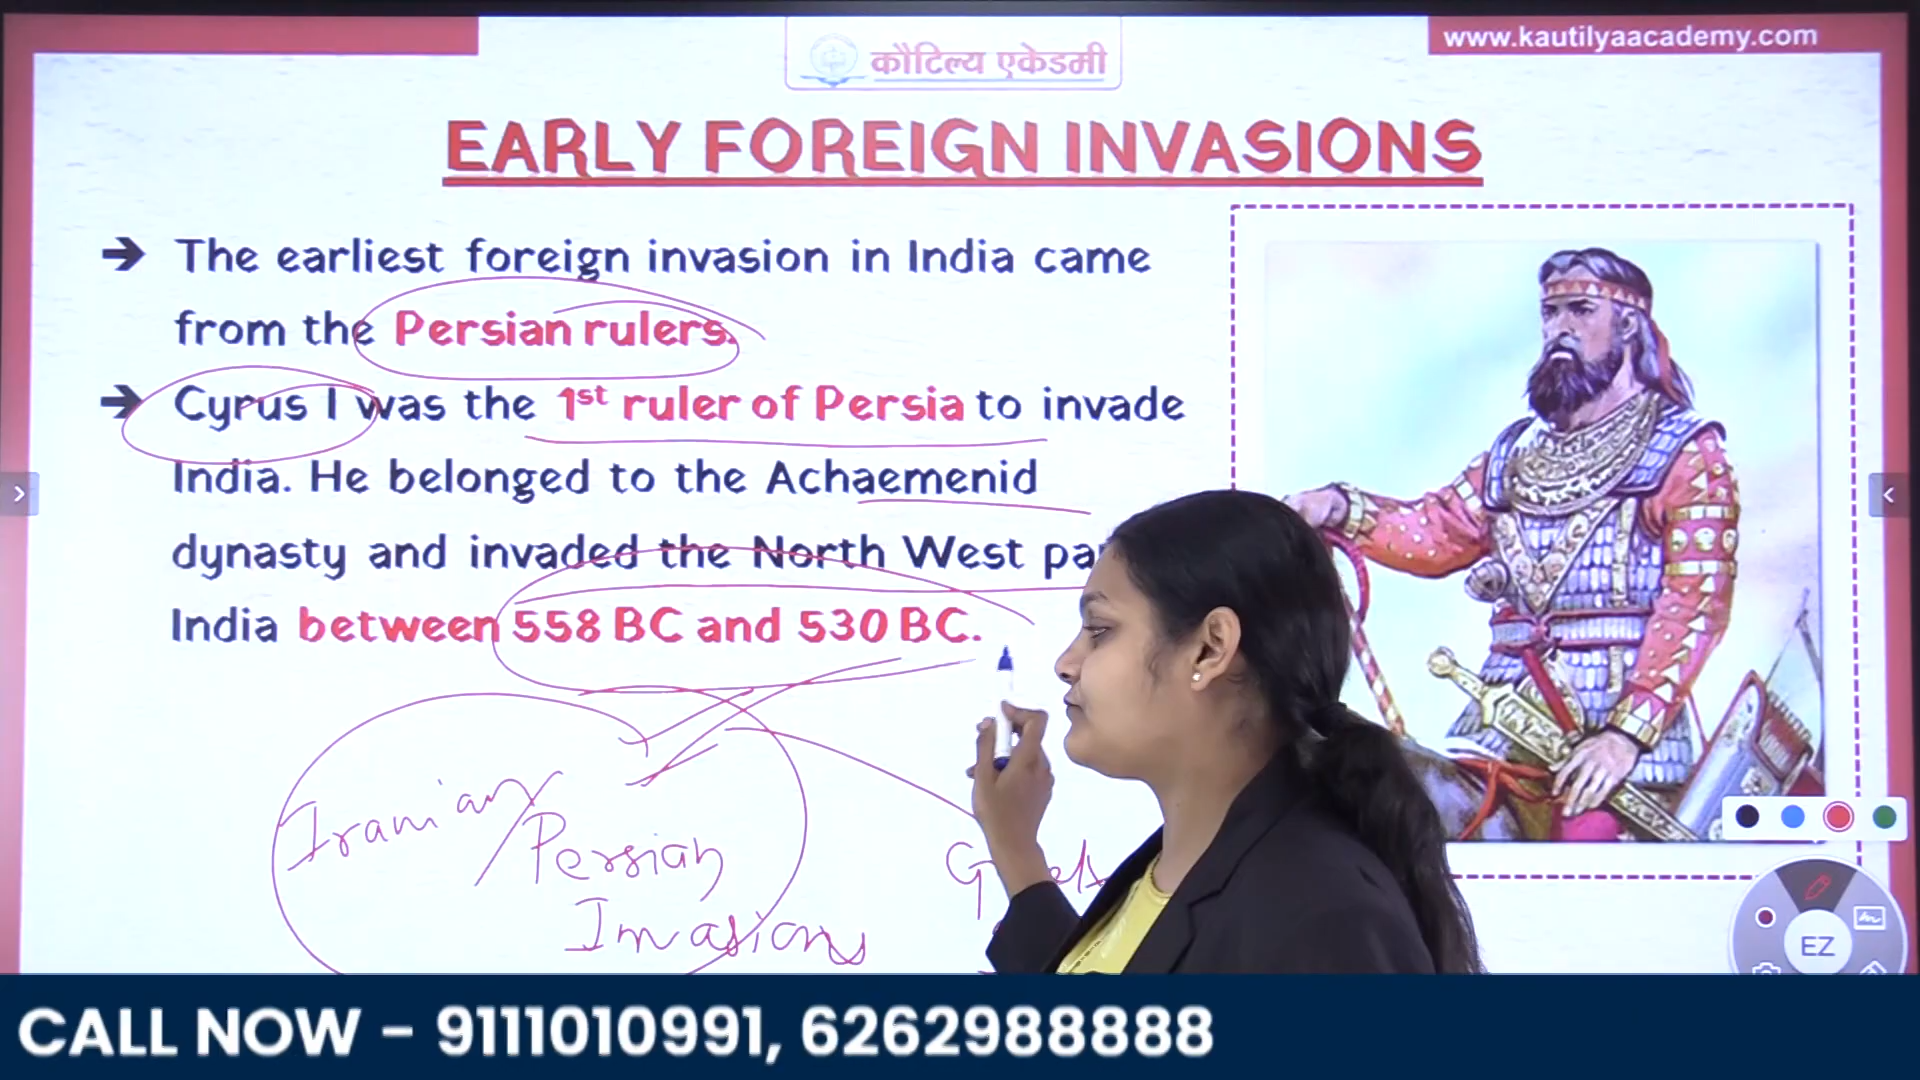 www.kautilyaacademy.com
कौटिल्य एकेडमी
EARLY FOREIGN INVASIONS
➔ The earliest foreign invasion in India came
from the Persian rulers.
➔ Cyrus I was the 1st ruler of Persia to invade
India. He belonged to the Achaemenid
dynasty and invaded the North West
India between 558 BC and 530 BC.
Iranian/
Persian
Invasions
EZ
CALL NOW – 9111010991, 6262988888